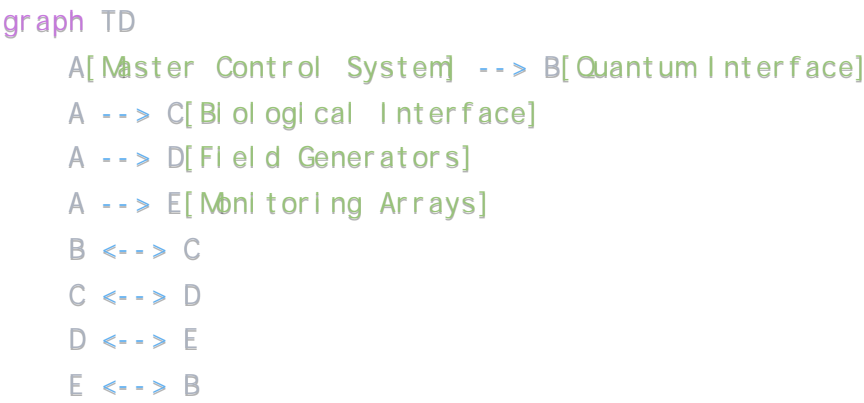 graph TD
A[Master Control System] --> B[Quantum Interface]
A --> C[Biological Interface]
A --> D[Field Generators]
A --> E[Monitoring Arrays]
B <--> C
C <--> D
D <--> E
E <--> B